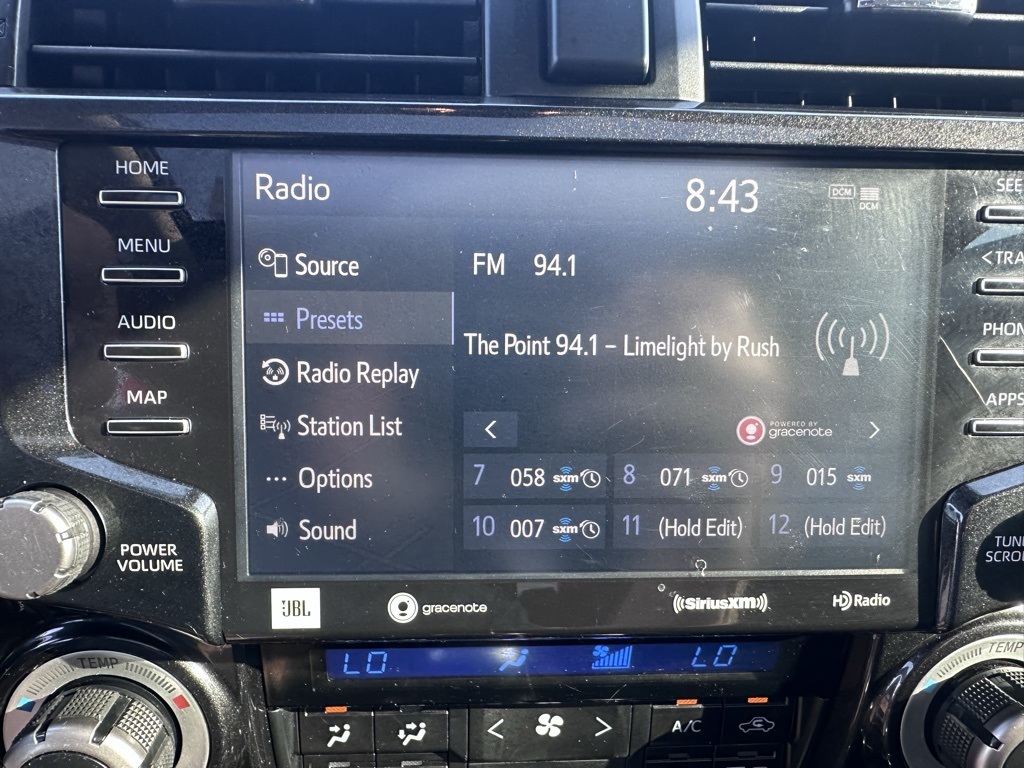 HOME
MENU
AUDIO
MAP
POWER
VOLUME
Radio
8:43
DCM
DCM
Source
Presets
Radio Replay
Station List
Options
Sound
FM 94.1
The Point 94.1 – Limelight by Rush
<
POWERED BY
gracenote
>
7 058 sxm
8 071 sxm
9 015 sxm
10 007 sxm
11 (Hold Edit)
12 (Hold Edit)
SEE
<TRA
PHON
APPS
TUNE
SCRO
JBL
gracenote
((SiriusXM))
HD Radio
LO
LO
TEMP
TEMP
<
>
A/C